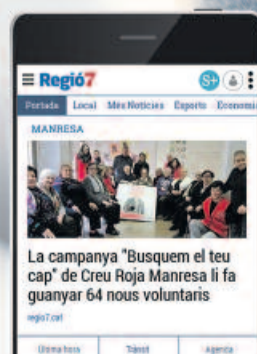 Regió7
S+
Portada Local Més Notícies Esports Economi
MANRESA
La campanya "Busquem el teu
cap" de Creu Roja Manresa li fa
guanyar 64 nous voluntaris
regio7.cat
Última hora Trànsit Agenda